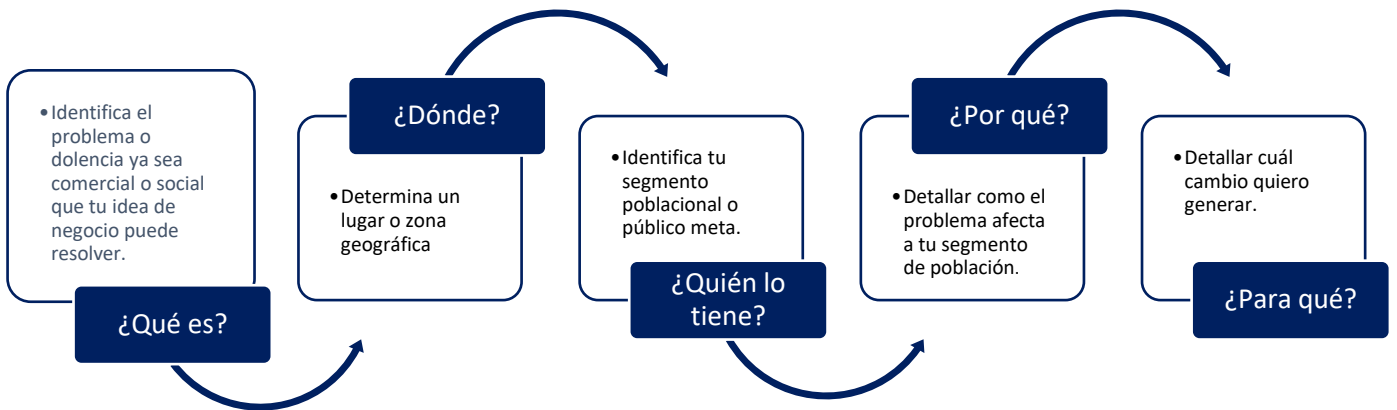 •Identifica el
problema o
dolencia ya sea
comercial o social
que tu idea de
negocio puede
resolver.
¿Qué es?
¿Dónde?
•Determina un
lugar o zona
geográfica
•Identifica tu
segmento
poblacional o
público meta.
¿Quién lo
tiene?
¿Por qué?
•Detallar como el
problema afecta
a tu segmento
de población.
•Detallar cuál
cambio quiero
generar.
¿Para qué?